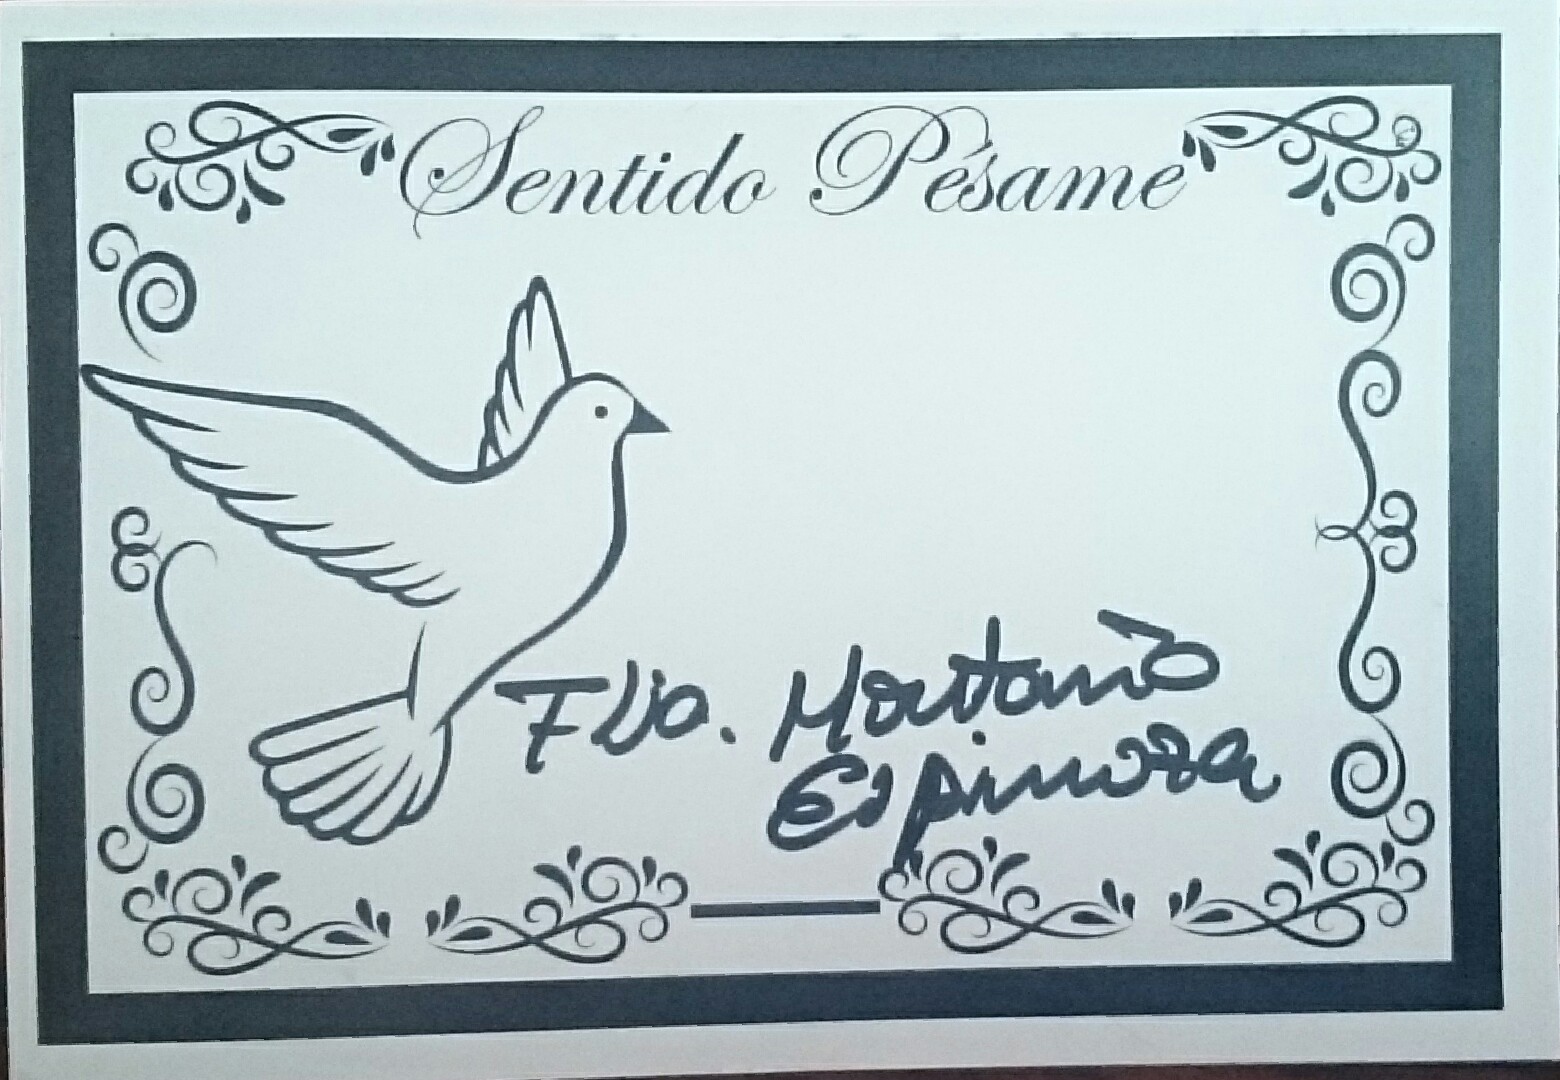 Sentido Pésame
Flia. Montaño
Espinoza